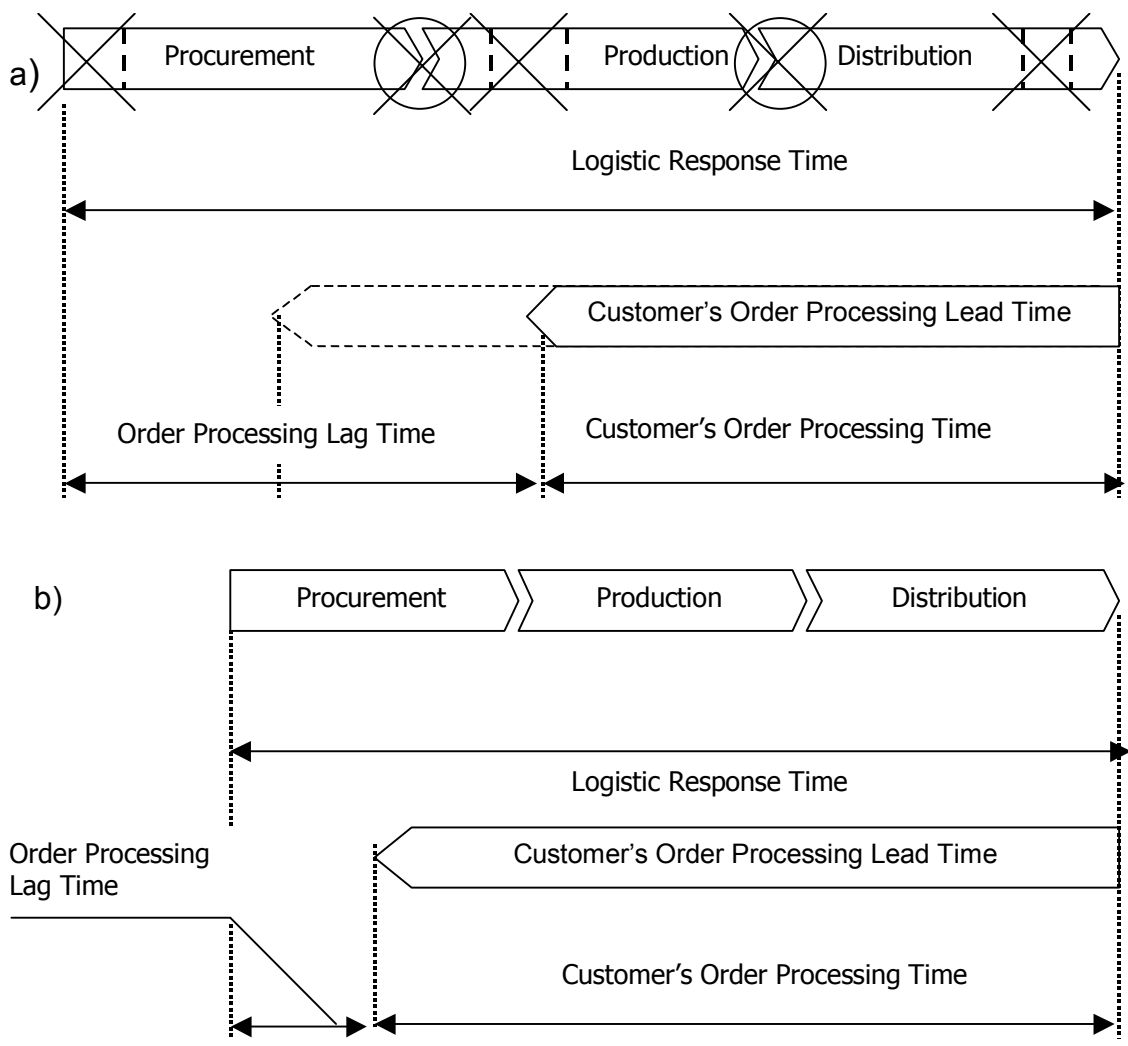 a)
Procurement
Production
Distribution
Logistic Response Time
Customer's Order Processing Lead Time
Order Processing Lag Time
Customer's Order Processing Time
b)
Procurement
Production
Distribution
Logistic Response Time
Order Processing
Lag Time
Customer's Order Processing Lead Time
Customer's Order Processing Time